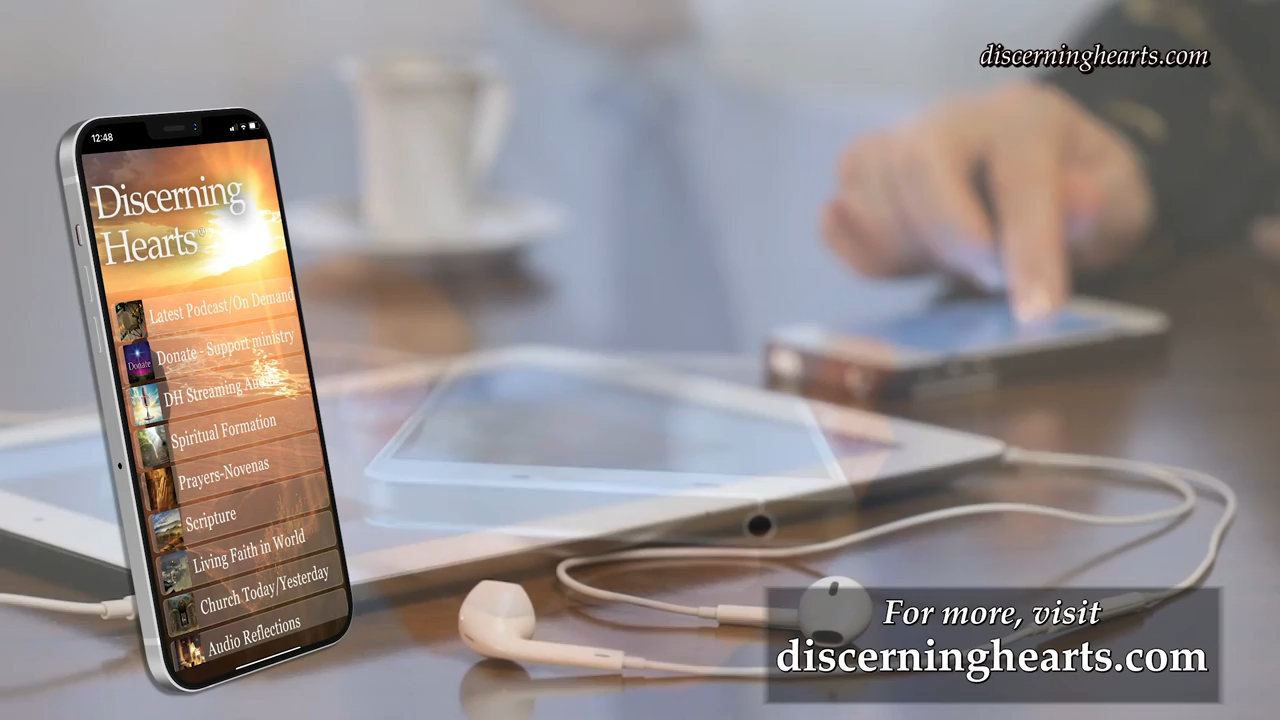 discerninghearts.com
12:48
Discerning
Hearts®
Latest Podcast/On Demand
Donate
Donate - Support ministry
DH Streaming Audio
Spiritual Formation
Prayers-Novenas
Scripture
Living Faith in World
Church Today/Yesterday
Audio Reflections
For more, visit
discerninghearts.com